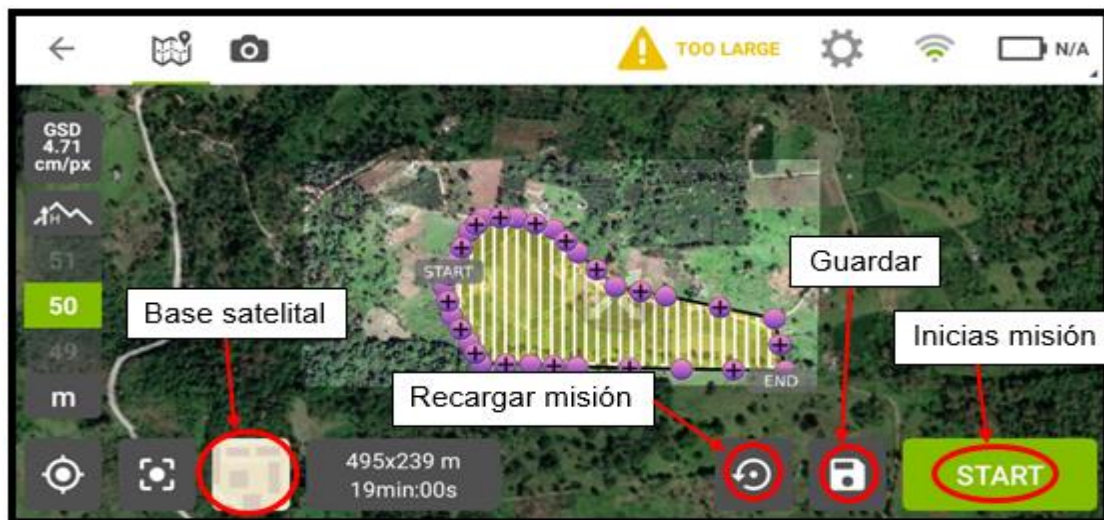 TOO LARGE
N/A
GSD
4.71
cm/px
H
51
50
49
m
START
END
Base satelital
Guardar
Inicias misión
Recargar misión
495x239 m
19min:00s
START